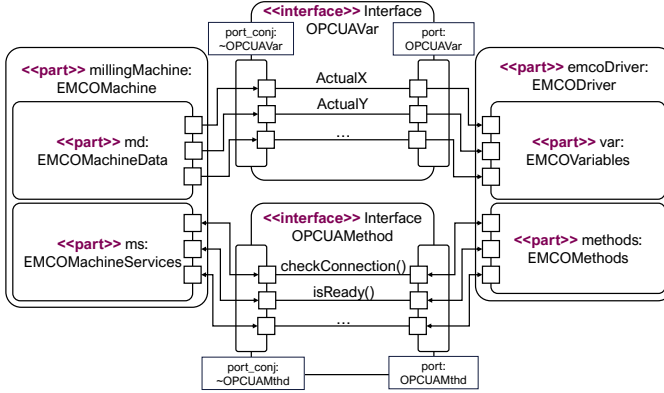 <<interface>> Interface
OPCUAVar
port_conj:
~OPCUAVar
port:
OPCUAVar
<<part>> millingMachine:
EMCOMachine
<<part>> emcoDriver:
EMCODriver
ActualX
ActualY
...
<<part>> md:
EMCOMachineData
<<part>> var:
EMCOVariables
<<interface>> Interface
OPCUAMethod
<<part>> ms:
EMCOMachineServices
<<part>> methods:
EMCOMethods
checkConnection()
isReady()
...
port_conj:
~OPCUAMthd
port:
OPCUAMthd